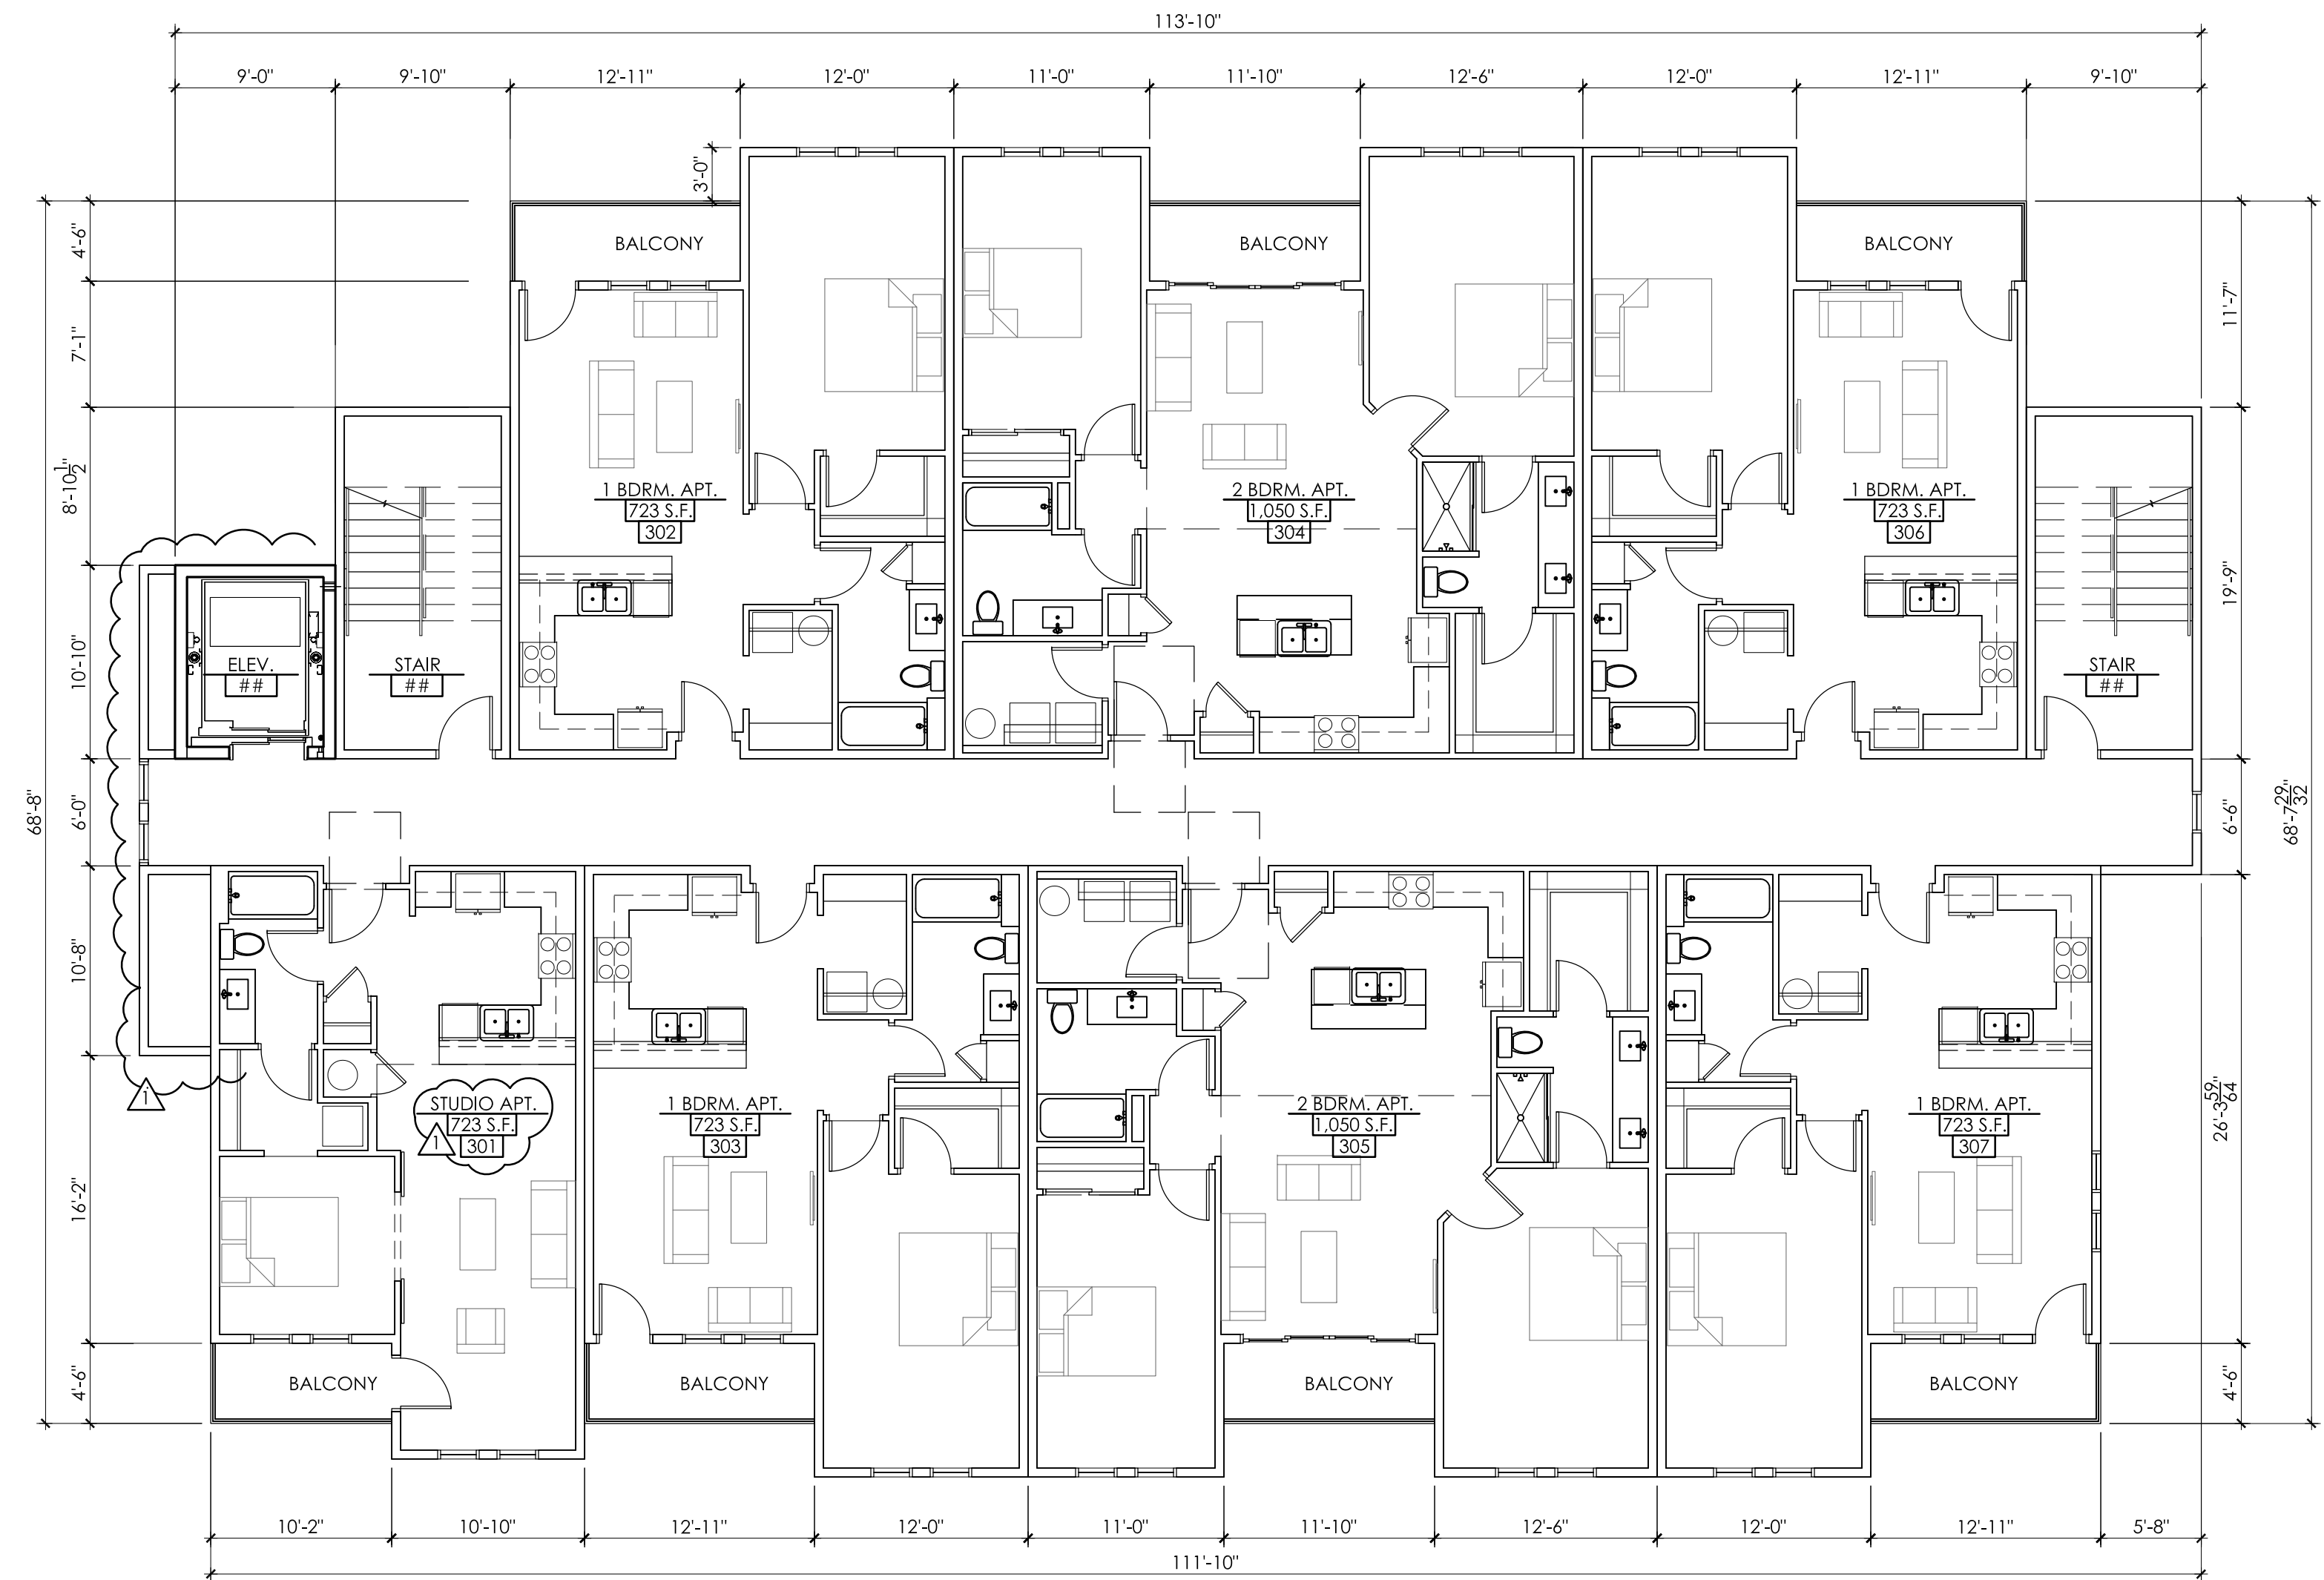 113'-10"
9'-0" 9'-10" 12'-11" 12'-0" 11'-0" 11'-10" 12'-6" 12'-0" 12'-11" 9'-10"
3'-0"
4'-6"
7'-1"
8'-10 1/2"
10'-10"
6'-0"
10'-8"
16'-2"
4'-6"
68'-8"
BALCONY
BALCONY
BALCONY
1 BDRM. APT.
723 S.F.
302
2 BDRM. APT.
1,050 S.F.
304
1 BDRM. APT.
723 S.F.
306
ELEV.
##
STAIR
##
STAIR
##
11'-7"
19'-9"
6'-6"
26'-3 59/64"
4'-6"
68'-7 29/32"
1
STUDIO APT.
723 S.F.
1
301
1 BDRM. APT.
723 S.F.
303
2 BDRM. APT.
1,050 S.F.
305
1 BDRM. APT.
723 S.F.
307
BALCONY
BALCONY
BALCONY
BALCONY
10'-2" 10'-10" 12'-11" 12'-0" 11'-0" 11'-10" 12'-6" 12'-0" 12'-11" 5'-8"
111'-10"